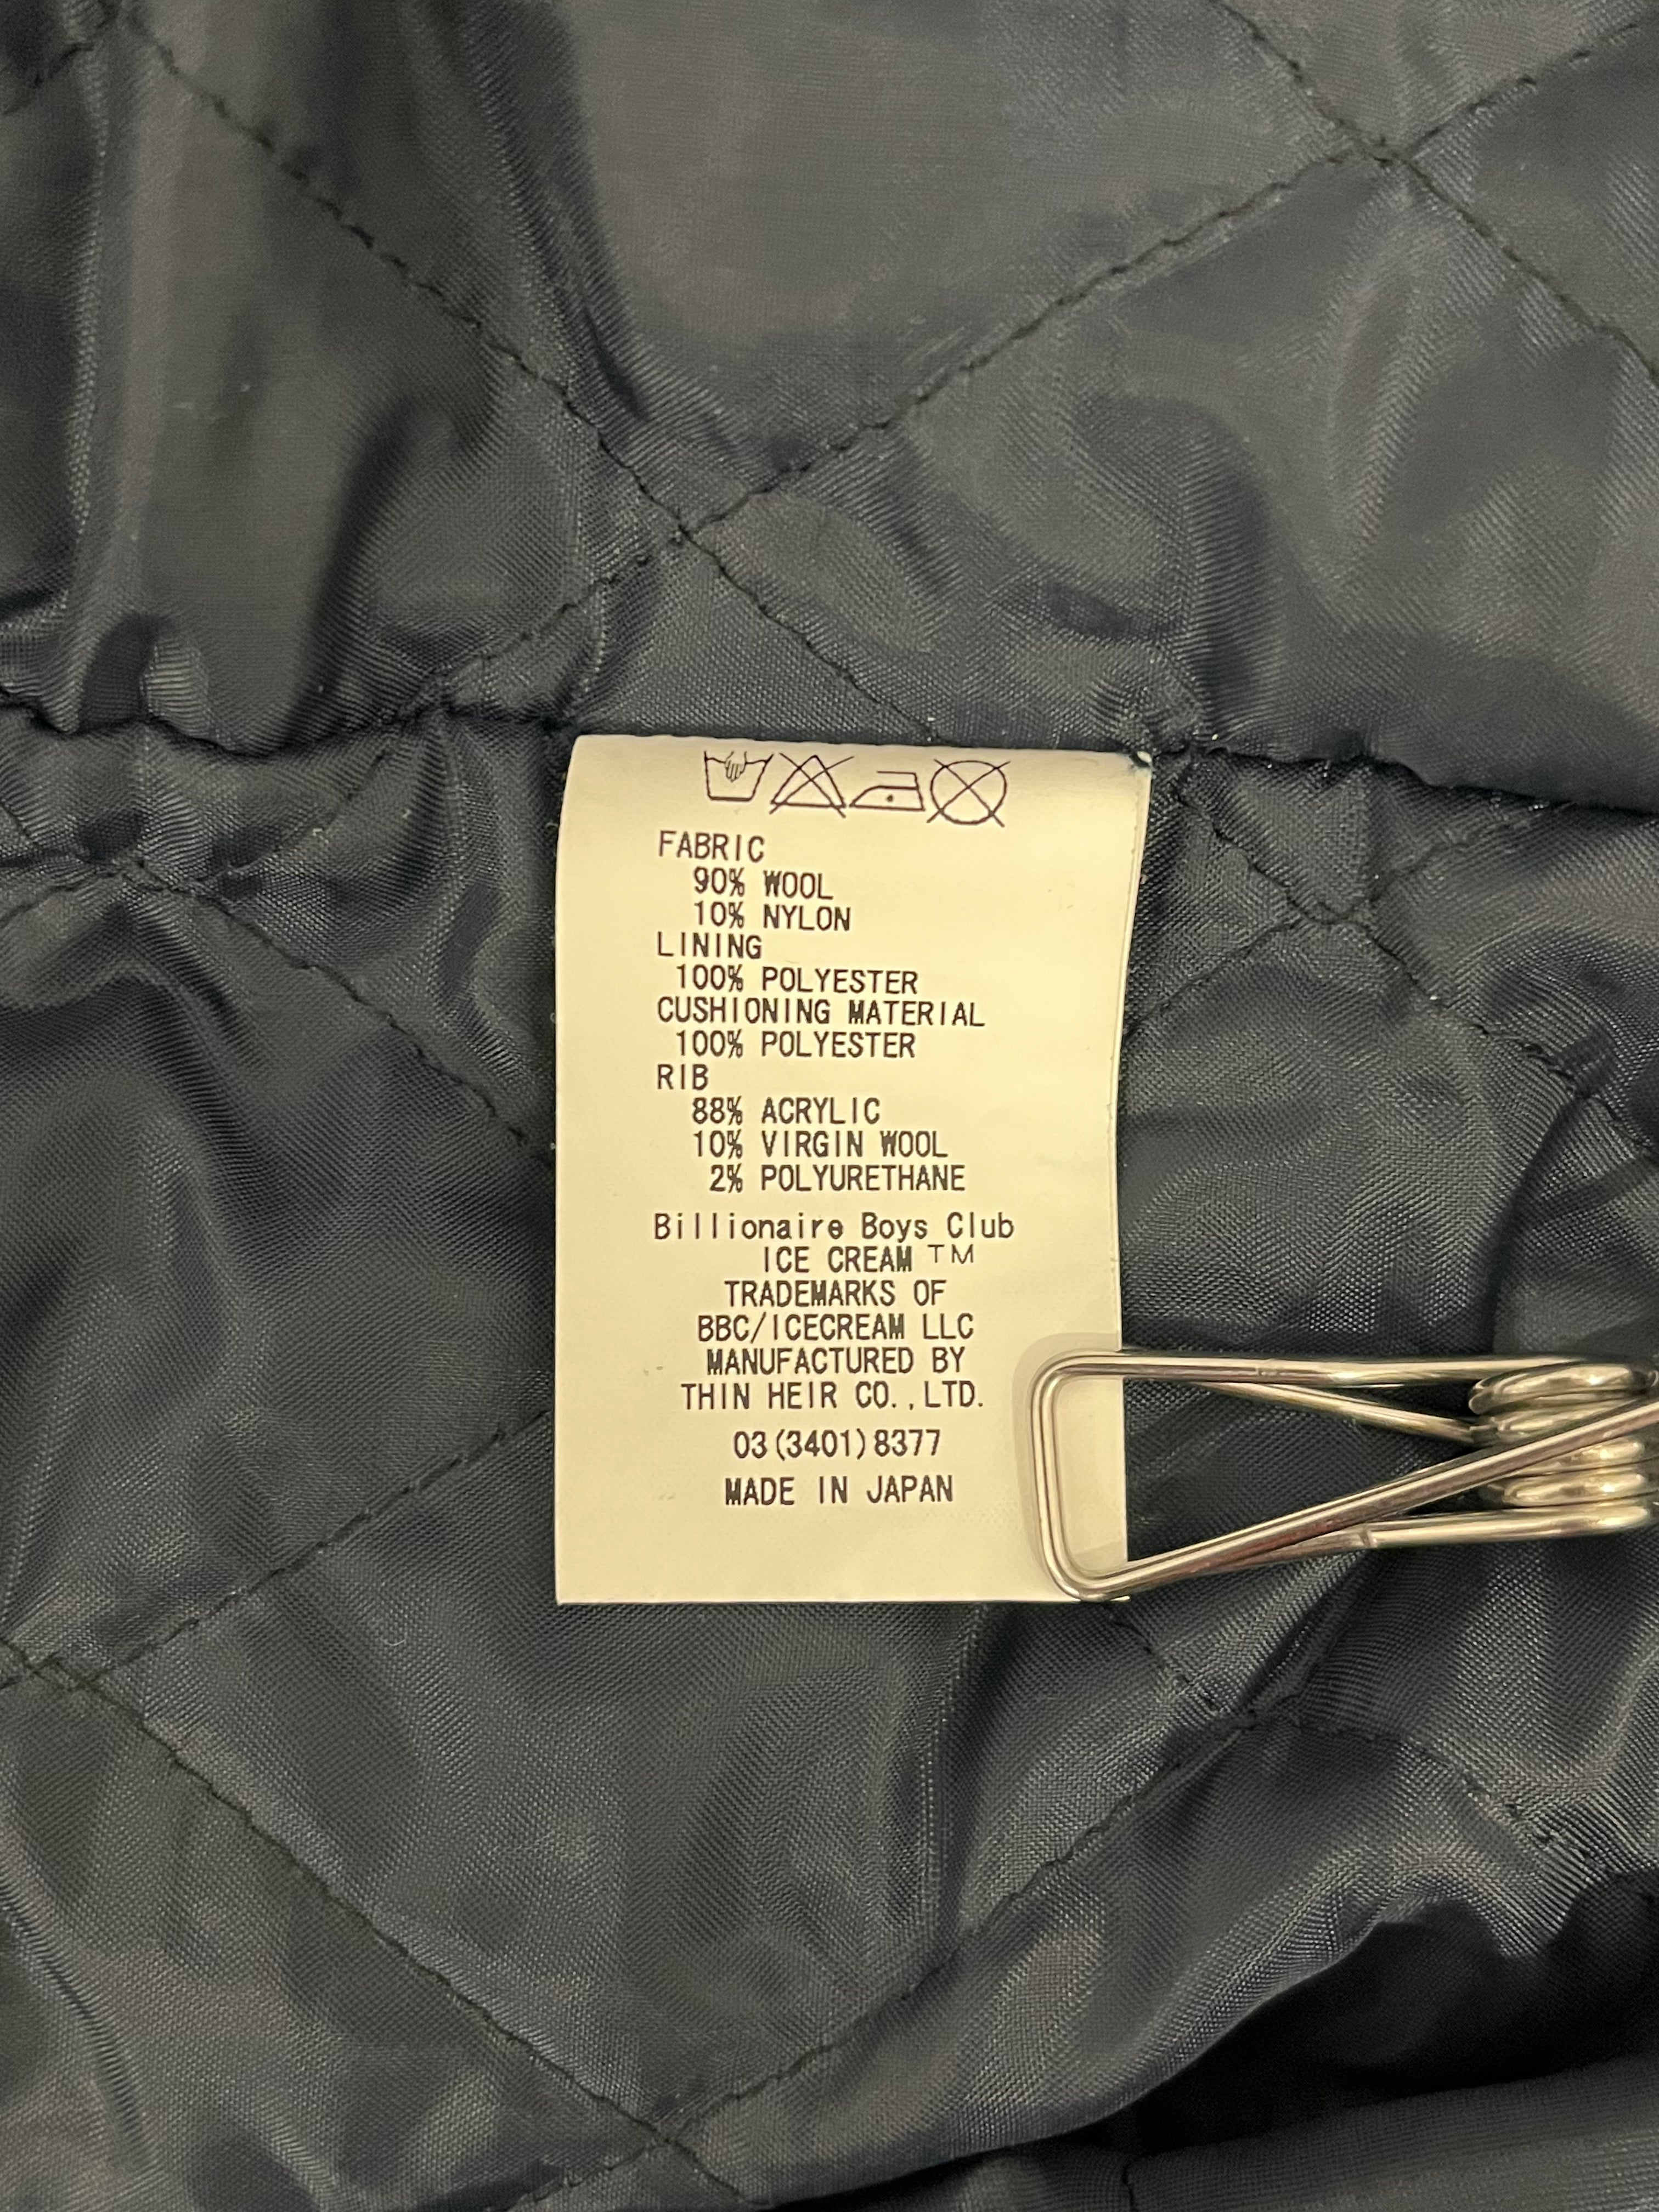 FABRIC
90% WOOL
10% NYLON
LINING
100% POLYESTER
CUSHIONING MATERIAL
100% POLYESTER
RIB
88% ACRYLIC
10% VIRGIN WOOL
2% POLYURETHANE
Billionaire Boys Club
ICE CREAM TM
TRADEMARKS OF
BBC/ICECREAM LLC
MANUFACTURED BY
THIN HEIR CO.,LTD.
03(3401)8377
MADE IN JAPAN